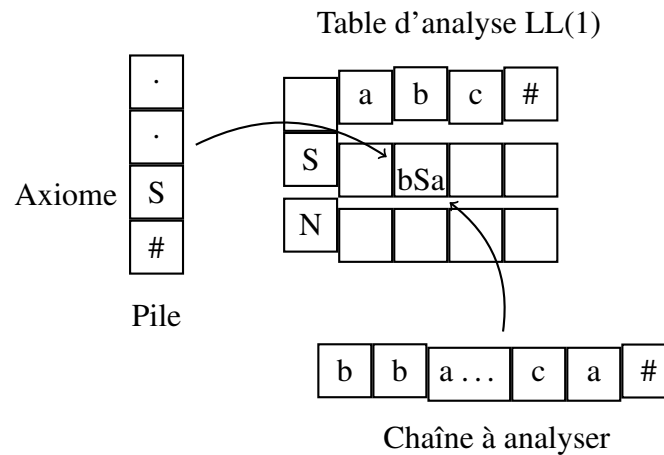 Table d'analyse LL(1)
a b c #
.
.
S
#
Axiome
Pile
S bSa
N
b b a... c a #
Chaîne à analyser